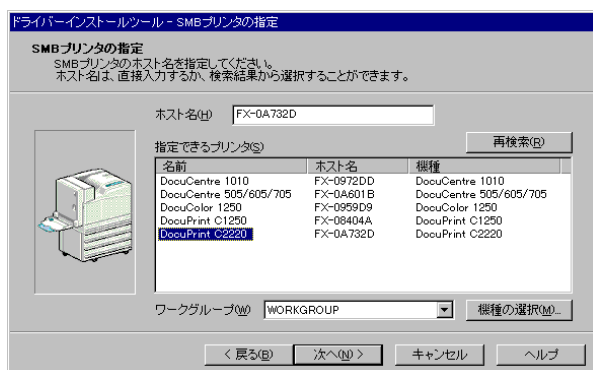 ドライバーインストールツール - SMBプリンタの指定
SMBプリンタの指定
SMBプリンタのホスト名を指定してください。
ホスト名は、直接入力するか、検索結果から選択することができます。
ホスト名(H) FX-0A732D
指定できるプリンタ(S) 再検索(R)
名前 ホスト名 機種
DocuCentre 1010 FX-0972DD DocuCentre 1010
DocuCentre 505/605/705 FX-0A601B DocuCentre 505/605/705
DocuColor 1250 FX-0959D9 DocuColor 1250
DocuPrint C1250 FX-08404A DocuPrint C1250
DocuPrint C2220 FX-0A732D DocuPrint C2220
ワークグループ(W) WORKGROUP 機種の選択(M)...
< 戻る(B) 次へ(N) > キャンセル ヘルプ